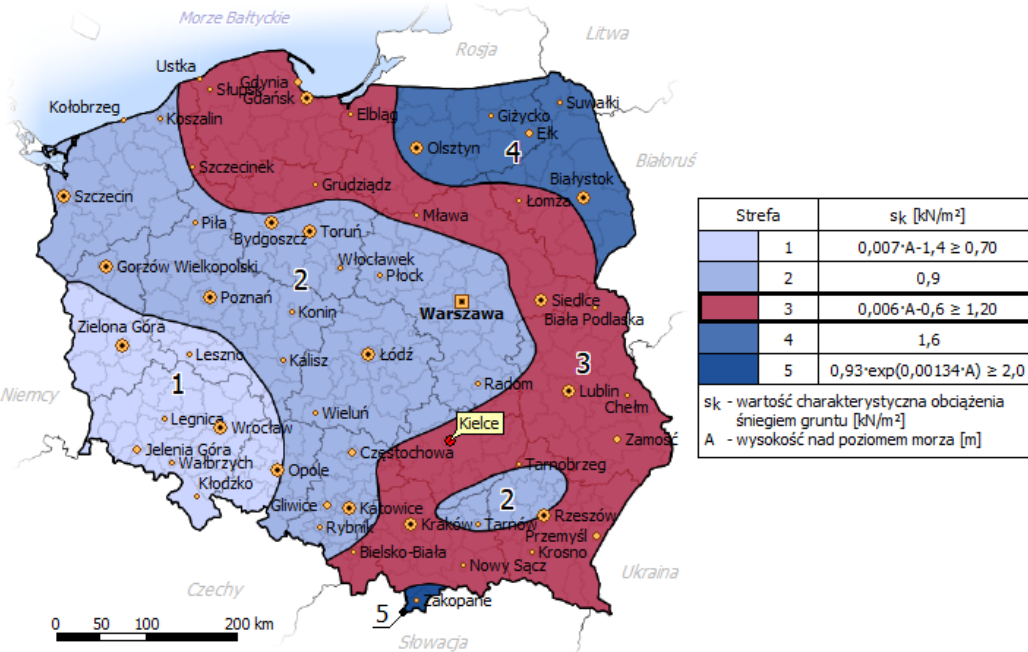 Morze Bałtyckie
Litwa
Rosja
Ustka
Gdynia
Słupsk
Gdańsk
Suwałki
Kołobrzeg
Koszalin
Elbląg
Giżycko
Ełk
4
Olsztyn
Białoruś
Szczecinek
Grudziądz
Białystok
Szczecin
Łomża
Mława
Piła
Bydgoszcz
Toruń
Strefa sk [kN/m²]
1 0,007·A-1,4 ≥ 0,70
2 0,9
3 0,006·A-0,6 ≥ 1,20
4 1,6
5 0,93·exp(0,00134·A) ≥ 2,0
sk - wartość charakterystyczna obciążenia
śniegiem gruntu [kN/m²]
A - wysokość nad poziomem morza [m]
Gorzów Wielkopolski
2
Włocławek
Płock
Poznań
Siedlce
Konin
Warszawa
Biała Podlaska
Zielona Góra
Leszno
Kalisz
Łódź
3
1
Radom
Lublin
Niemcy
Chełm
Legnica
Wrocław
Wieluń
Kielce
Zamość
Jelenia Góra
Wałbrzych
Częstochowa
Opole
Tarnobrzeg
Kłodzko
2
Gliwice
Katowice
Rybnik
Kraków
Tarnów
Rzeszów
Przemyśl
Bielsko-Biała
Krosno
Nowy Sącz
Ukraina
Czechy
Zakopane
5
0 50 100 200 km
Słowacja